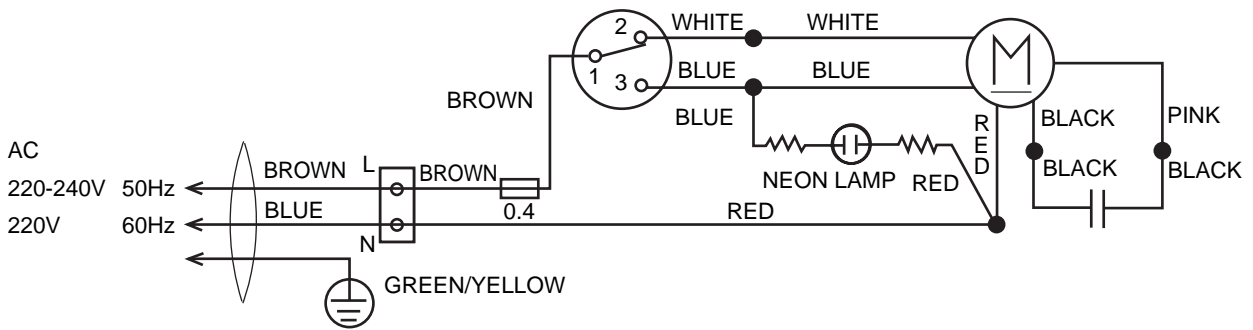 WHITE WHITE
2
1
3
BLUE BLUE
BROWN
BLUE
M
RED
BLACK PINK
AC
220-240V 50Hz
220V 60Hz
BROWN
L
BROWN
0.4
NEON LAMP RED
BLACK BLACK
BLUE
RED
N
GREEN/YELLOW